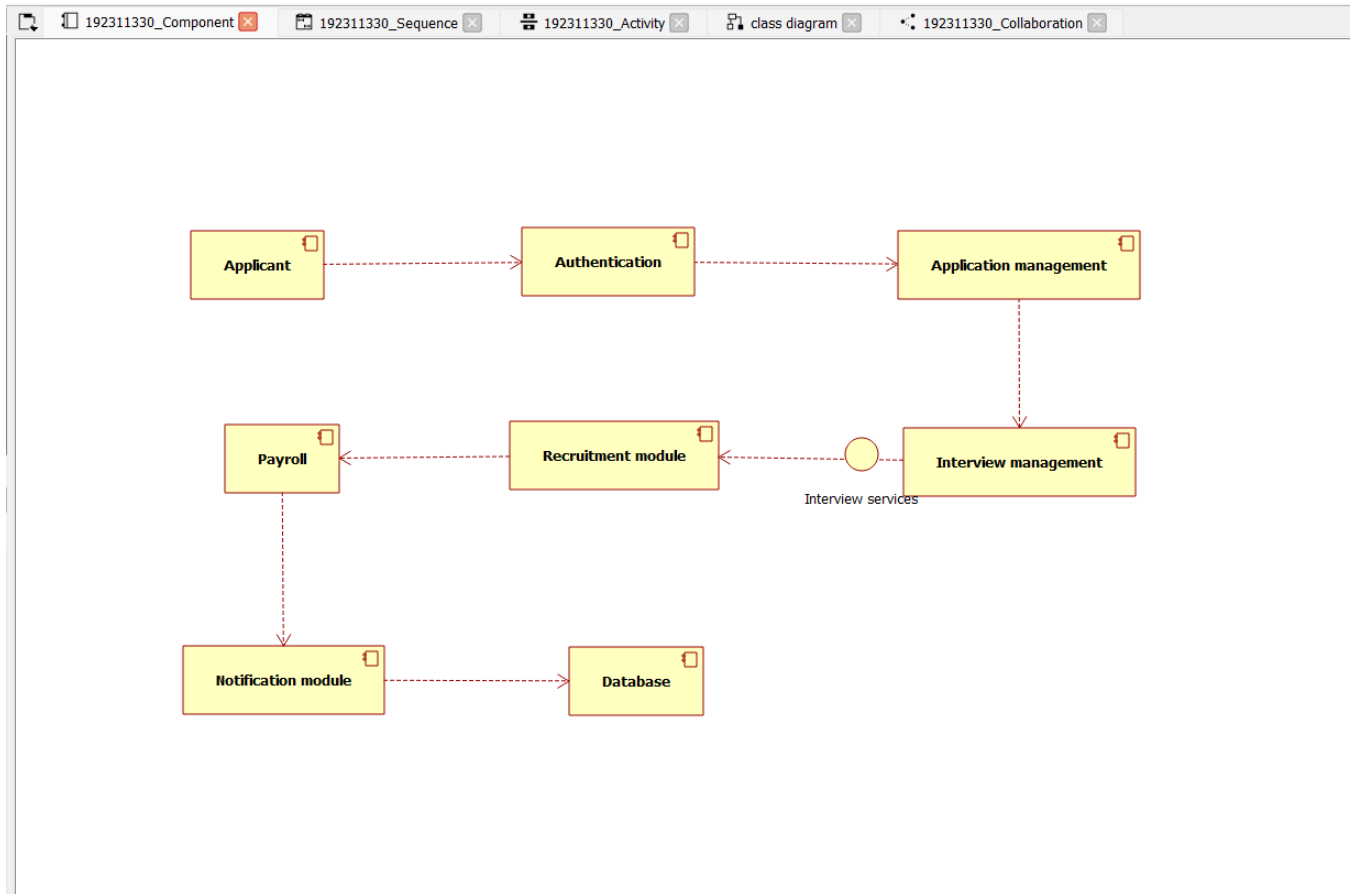 192311330_Component
192311330_Sequence
192311330_Activity
class diagram
192311330_Collaboration
Applicant
Authentication
Application management
Payroll
Recruitment module
Interview management
Interview services
Notification module
Database